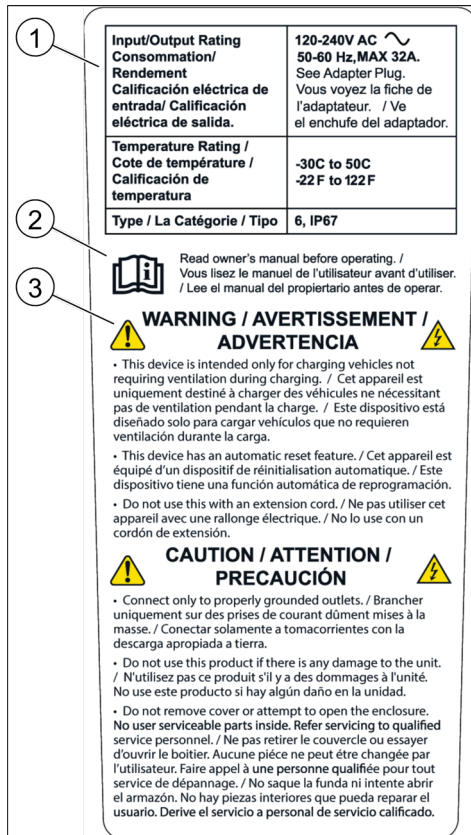 1
Input/Output Rating
Consommation/
Rendement
Calificación eléctrica de
entrada/ Calificación
eléctrica de salida.
120-240V AC
50-60 Hz,MAX 32A.
See Adapter Plug.
Vous voyez la fiche de
l'adaptateur. / Ve
el enchufe del adaptador.
Temperature Rating /
Cote de température /
Calificación de
temperatura
-30C to 50C
-22 F to 122 F
Type / La Catégorie / Tipo
6, IP67
2
Read owner's manual before operating. /
Vous lisez le manuel de l'utilisateur avant d'utiliser.
/ Lee el manual del propiertario antes de operar.
3
WARNING / AVERTISSEMENT /
ADVERTENCIA
• This device is intended only for charging vehicles not
requiring ventilation during charging. / Cet appareil est
uniquement destiné à charger des véhicules ne nécessitant
pas de ventilation pendant la charge. / Este dispositivo está
diseñado solo para cargar vehículos que no requieren
ventilación durante la carga.
• This device has an automatic reset feature. / Cet appareil est
équipé d'un dispositif de réinitialisation automatique. / Este
dispositivo tiene una función automática de reprogramación.
• Do not use this with an extension cord. / Ne pas utiliser cet
appareil avec une rallonge électrique. / No lo use con un
cordón de extensión.
CAUTION / ATTENTION /
PRECAUCIÓN
• Connect only to properly grounded outlets. / Brancher
uniquement sur des prises de courant dûment mises à la
masse. / Conectar solamente a tomacorrientes con la
descarga apropiada a tierra.
• Do not use this product if there is any damage to the unit.
/ N'utilisez pas ce produit s'il y a des dommages à l'unité.
No use este producto si hay algún daño en la unidad.
• Do not remove cover or attempt to open the enclosure.
No user serviceable parts inside. Refer servicing to qualified
service personnel. / Ne pas retirer le couvercle ou essayer
d'ouvrir le boitier. Aucune piéce ne peut étre changée par
l'utilisateur. Faire appel à une personne qualifiée pour tout
service de dépannage. / No saque la funda ni intente abrir
el armazón. No hay piezas interiores que pueda reparar el
usuario. Derive el servicio a personal de servicio calificado.